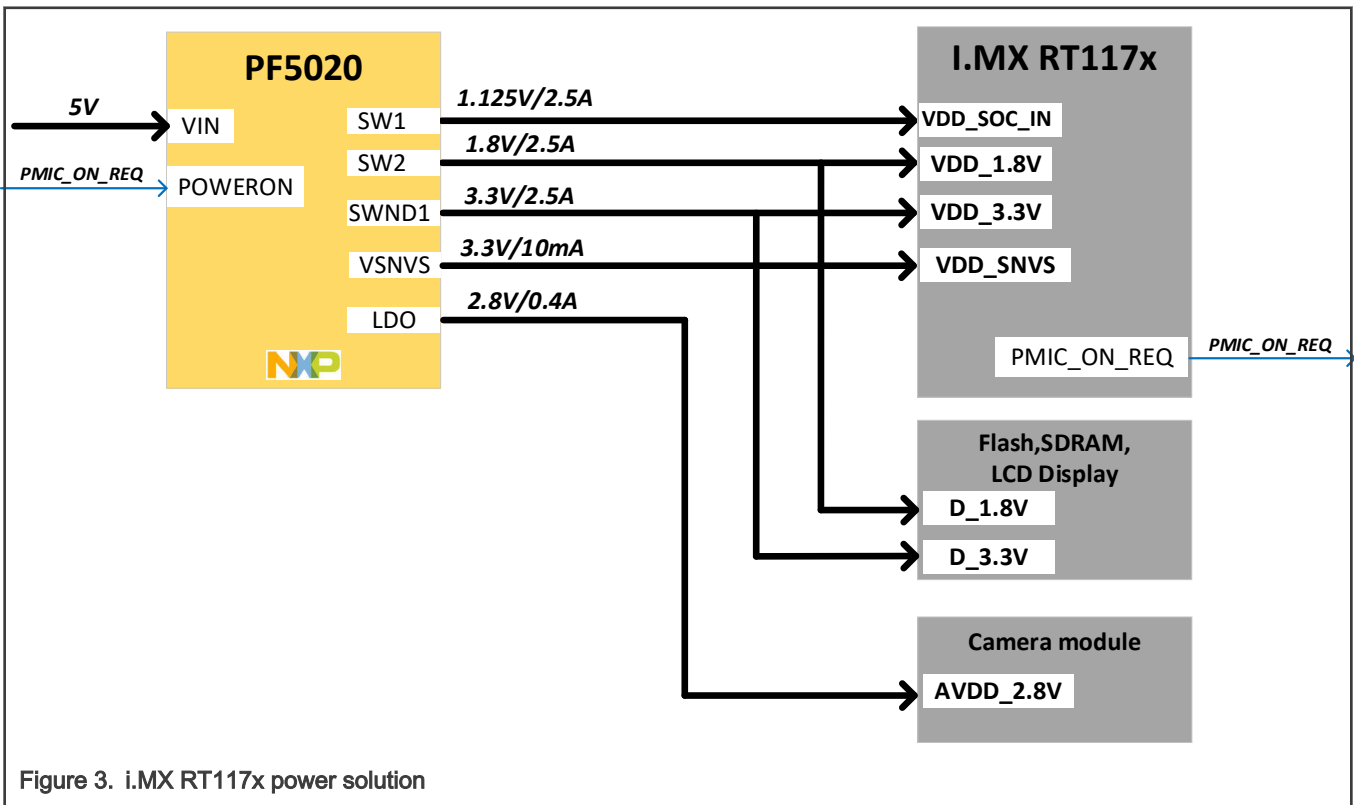 PF5020
I.MX RT117x
5V
VIN
PMIC_ON_REQ
POWERON
SW1
SW2
SWND1
VSNVS
LDO
NXP
1.125V/2.5A
1.8V/2.5A
3.3V/2.5A
3.3V/10mA
2.8V/0.4A
VDD_SOC_IN
VDD_1.8V
VDD_3.3V
VDD_SNVS
PMIC_ON_REQ
PMIC_ON_REQ
Flash,SDRAM,
LCD Display
D_1.8V
D_3.3V
Camera module
AVDD_2.8V
Figure 3. i.MX RT117x power solution